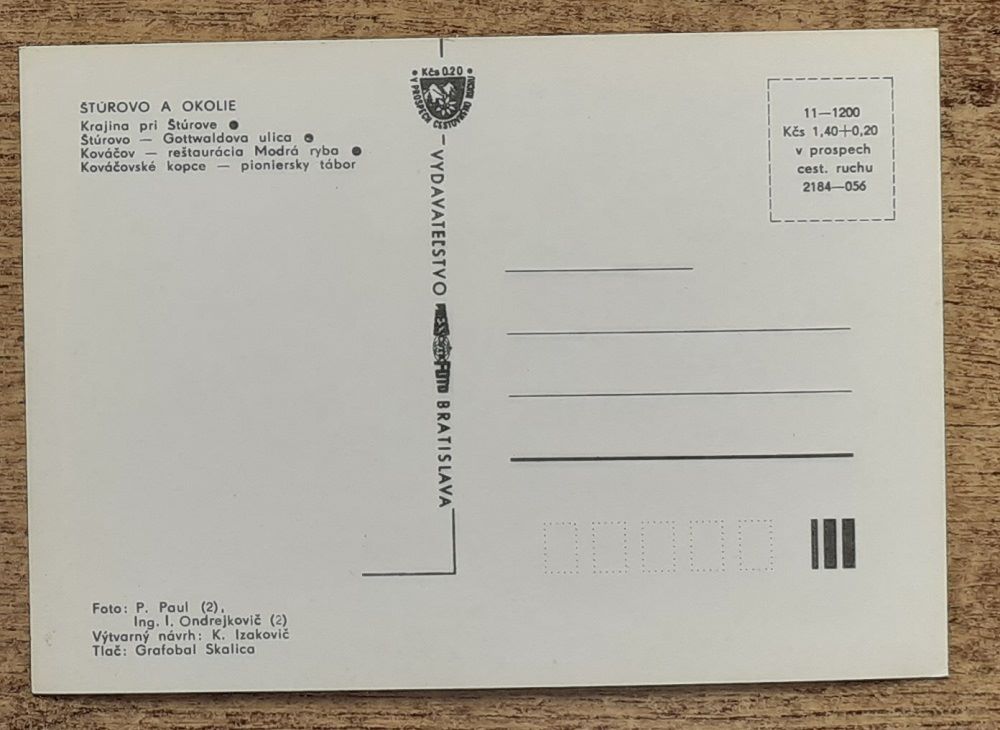 ŠTÚROVO A OKOLIE
Krajina pri Štúrove ●
Štúrovo — Gottwaldova ulica ●
Kováčov — reštaurácia Modrá ryba ●
Kováčovské kopce — pioniersky tábor
Foto: P. Paul (2),
Ing. I. Ondrejkovič (2)
Výtvarný návrh: K. Izakovič
Tlač: Grafobal Skalica
• Kčs 0.20 •
V PROSPECH CESTOVNÉHO RUCHU
VYDAVATEĽSTVO PRESSFOTO BRATISLAVA
11—1200
Kčs 1,40+0,20
v prospech
cest. ruchu
2184—056